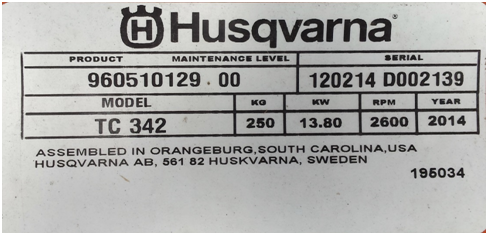 Husqvarna
PRODUCT MAINTENANCE LEVEL SERIAL
960510129 . 00 120214 D002139
MODEL KG KW RPM YEAR
TC 342 250 13.80 2600 2014
ASSEMBLED IN ORANGEBURG,SOUTH CAROLINA,USA
HUSQVARNA AB, 561 82 HUSKVARNA, SWEDEN
195034